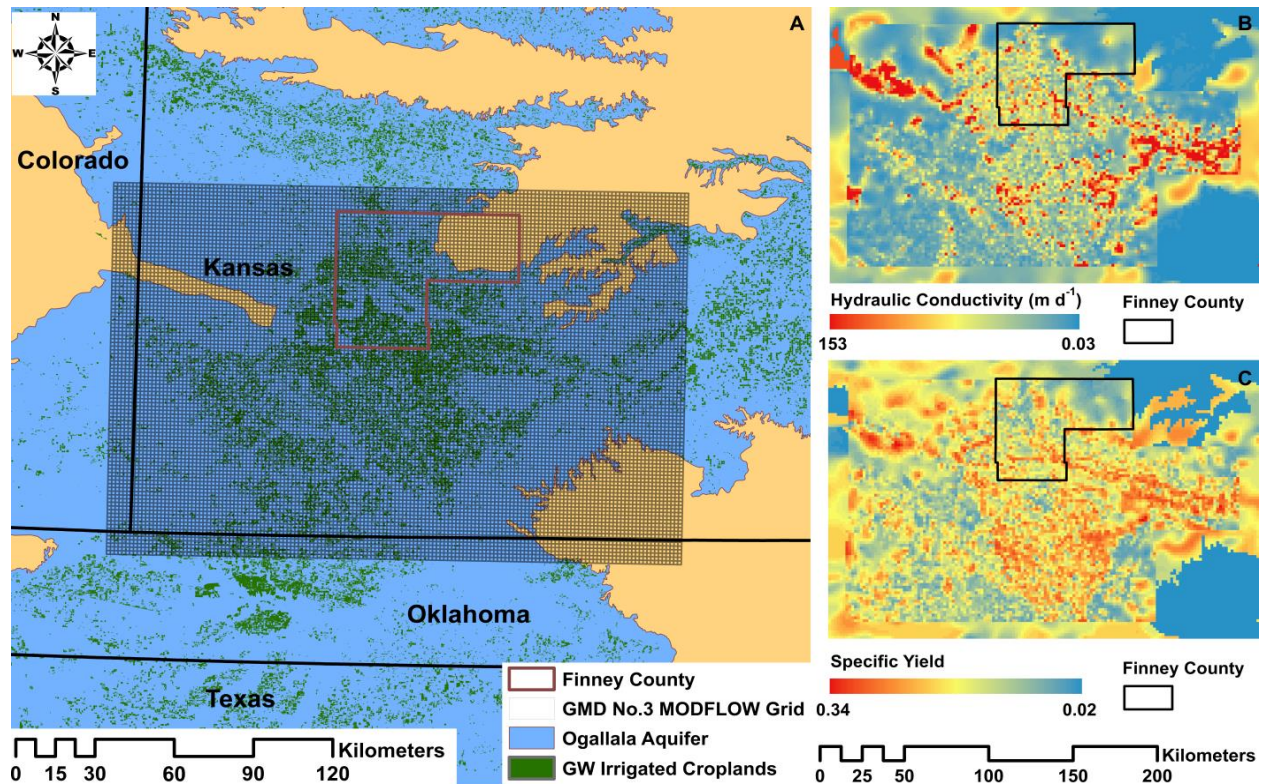 A
N
W E
S
Colorado
Kansas
Oklahoma
Texas
Finney County
GMD No.3 MODFLOW Grid
Ogallala Aquifer
GW Irrigated Croplands
Kilometers
0 15 30 60 90 120
B
Hydraulic Conductivity (m d⁻¹)
153 0.03
Finney County
C
Specific Yield
0.34 0.02
Finney County
Kilometers
0 25 50 100 150 200